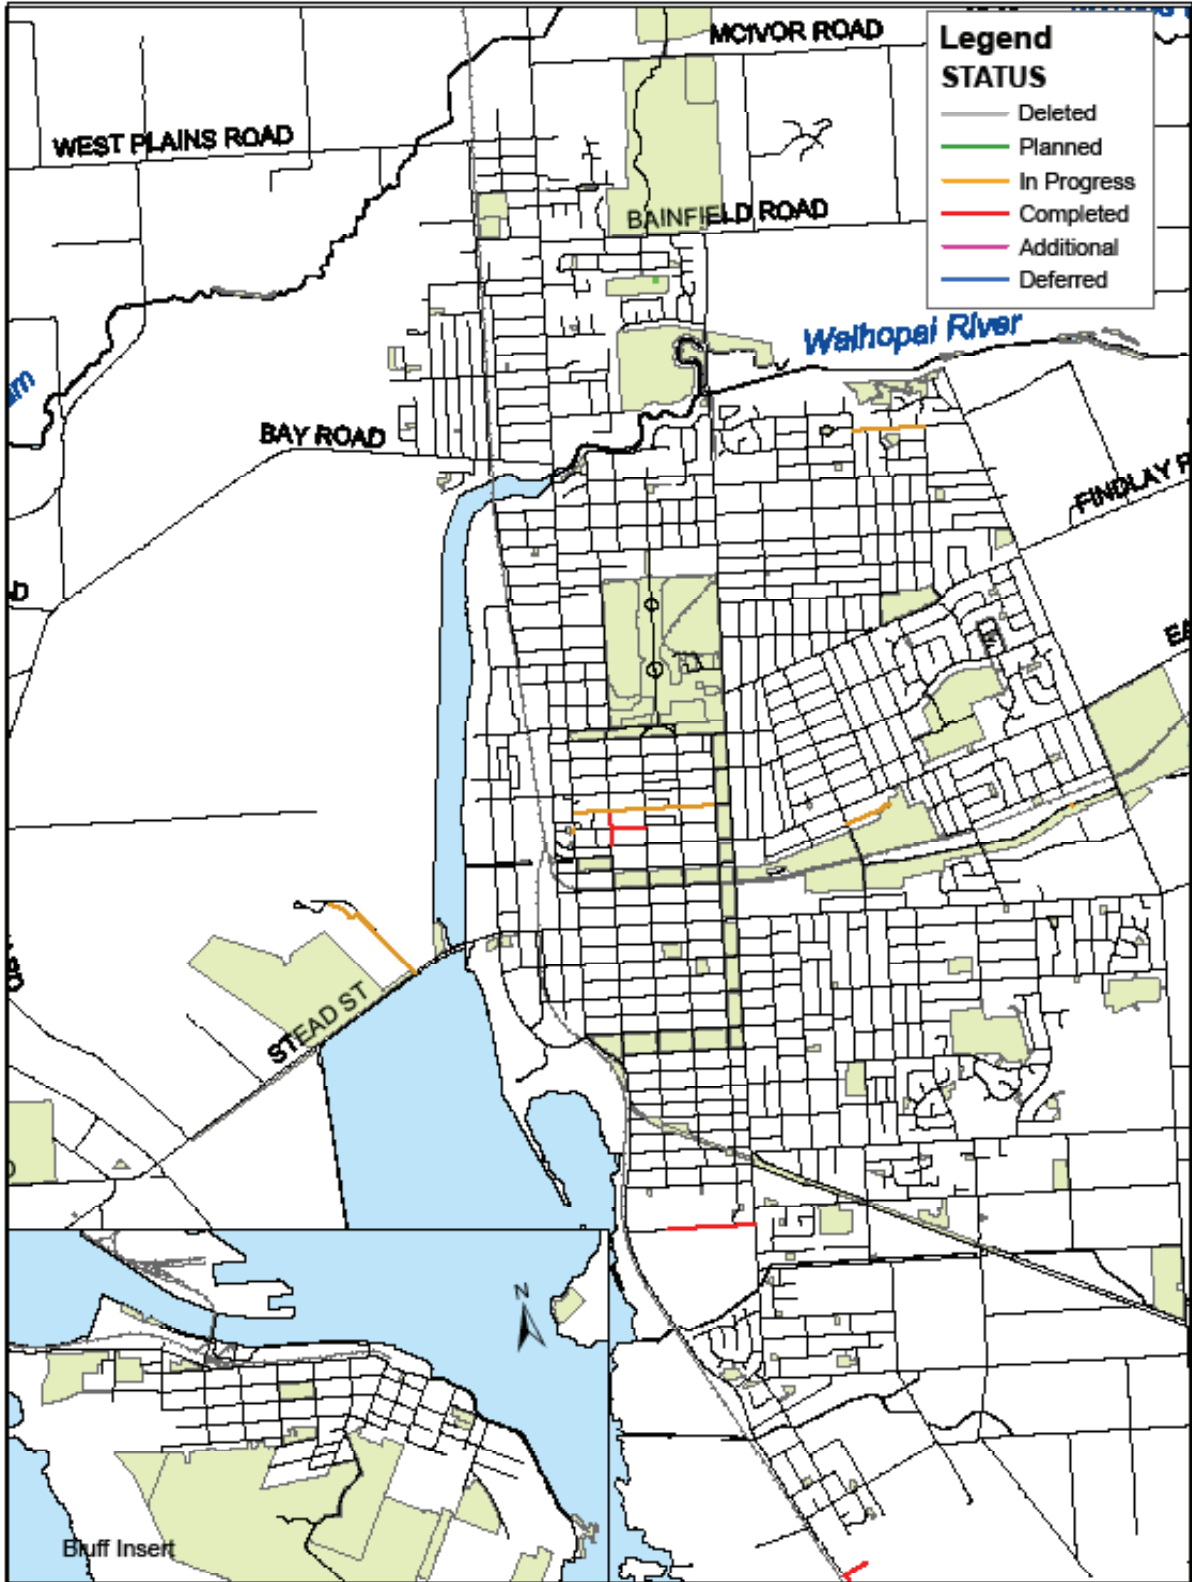 MCIVOR ROAD
Legend
STATUS
Deleted
Planned
In Progress
Completed
Additional
Deferred
WEST PLAINS ROAD
BAINFIELD ROAD
Waihopai River
BAY ROAD
FINDLAY R
EA
STEAD ST
N
Bluff Insert